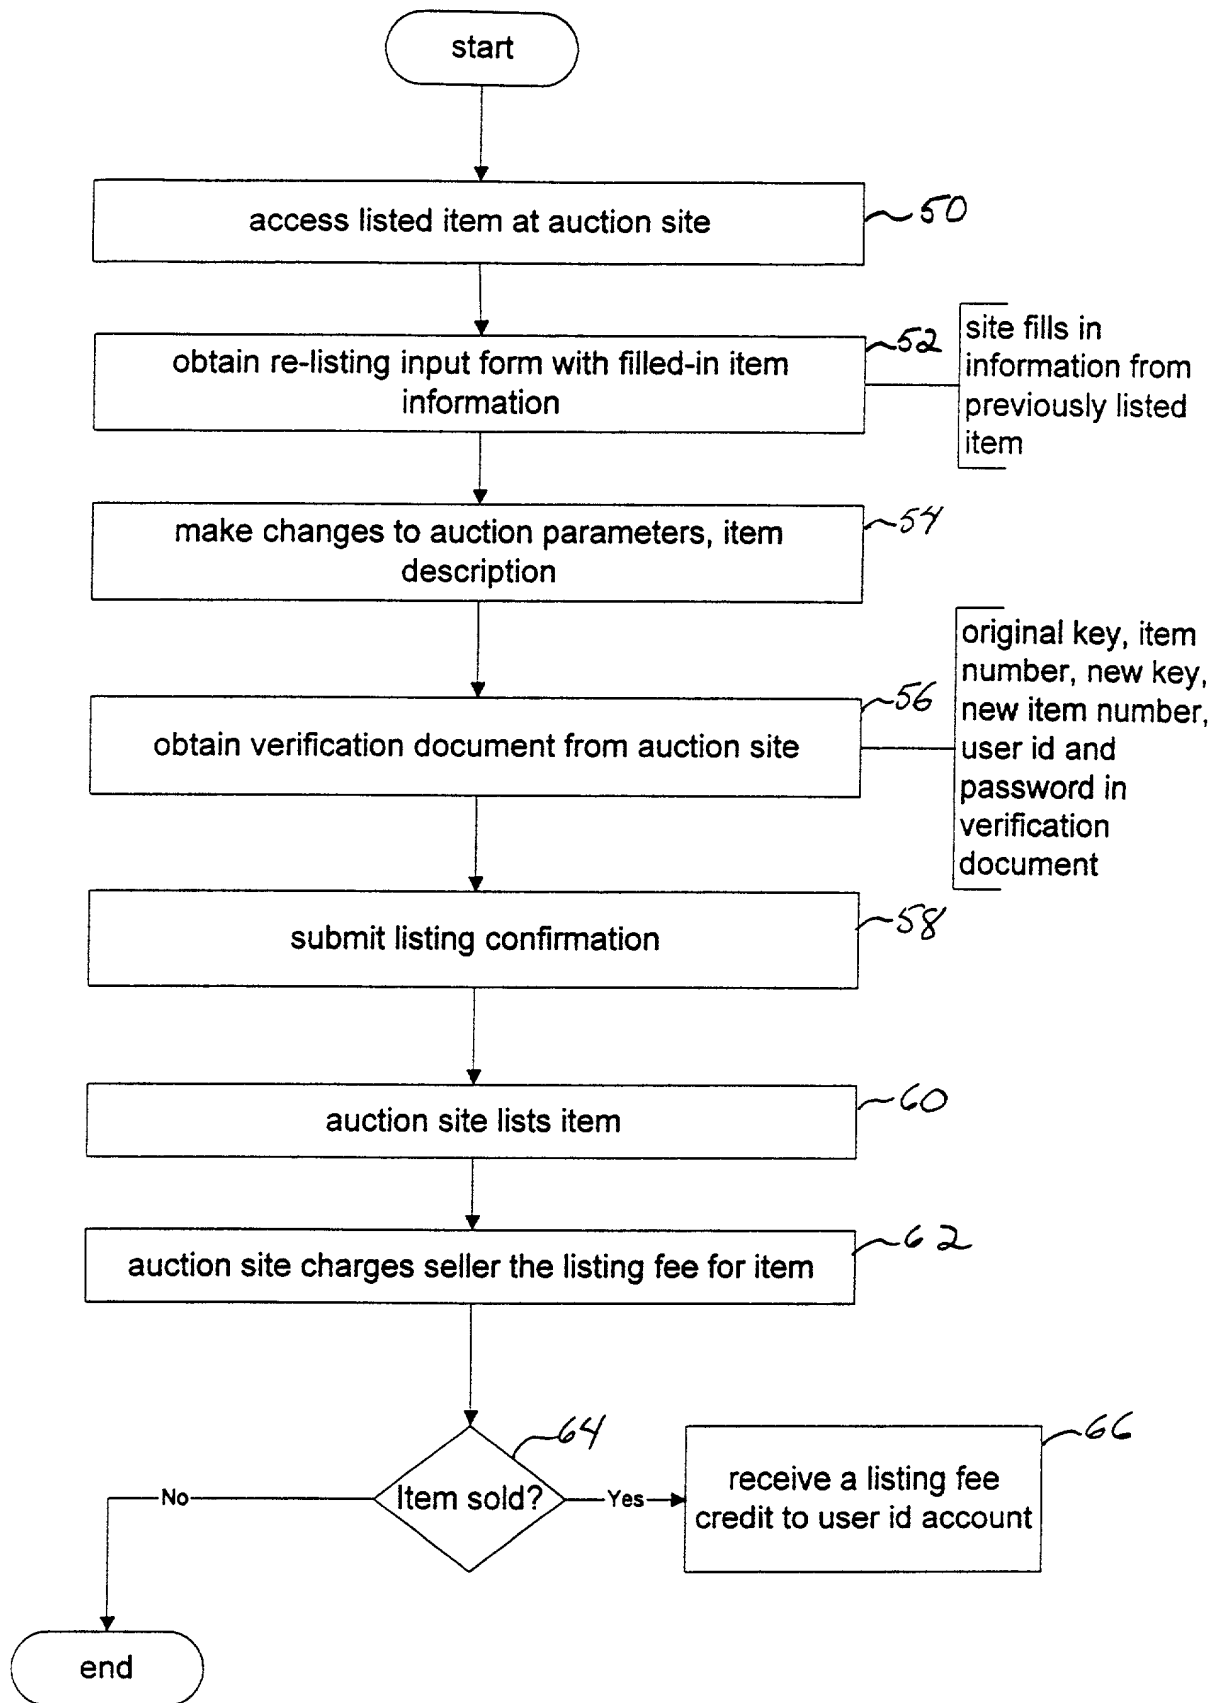 start
access listed item at auction site
50
obtain re-listing input form with filled-in item
information
52
site fills in
information from
previously listed
item
make changes to auction parameters, item
description
54
obtain verification document from auction site
56
original key, item
number, new key,
new item number,
user id and
password in
verification
document
submit listing confirmation
58
auction site lists item
60
auction site charges seller the listing fee for item
62
Item sold?
64
No
Yes
receive a listing fee
credit to user id account
66
end